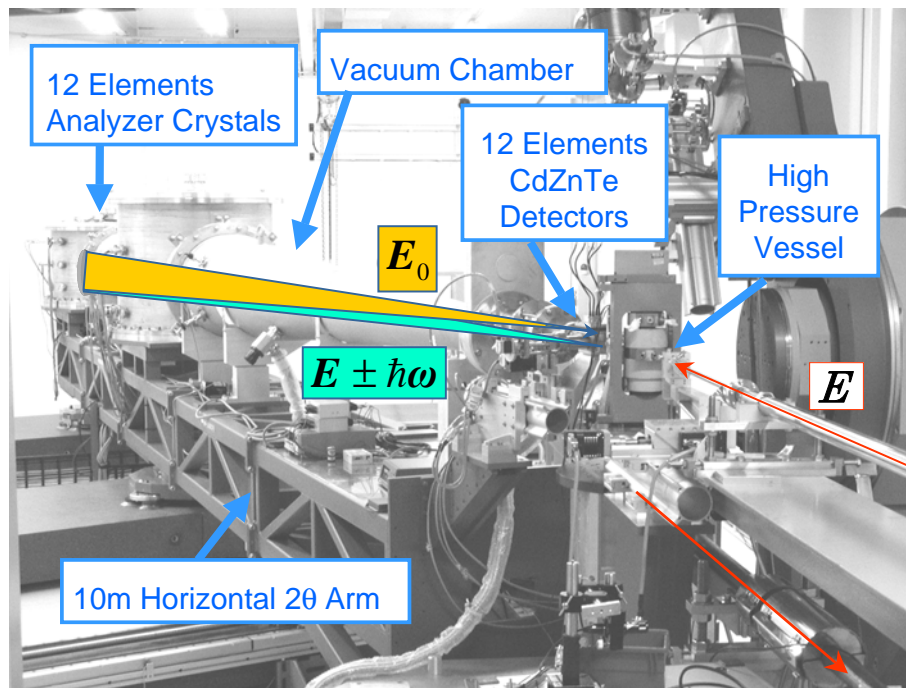 12 Elements
Analyzer Crystals
Vacuum Chamber
12 Elements
CdZnTe
Detectors
High
Pressure
Vessel
E₀
E ± ħω
E
10m Horizontal 2θ Arm